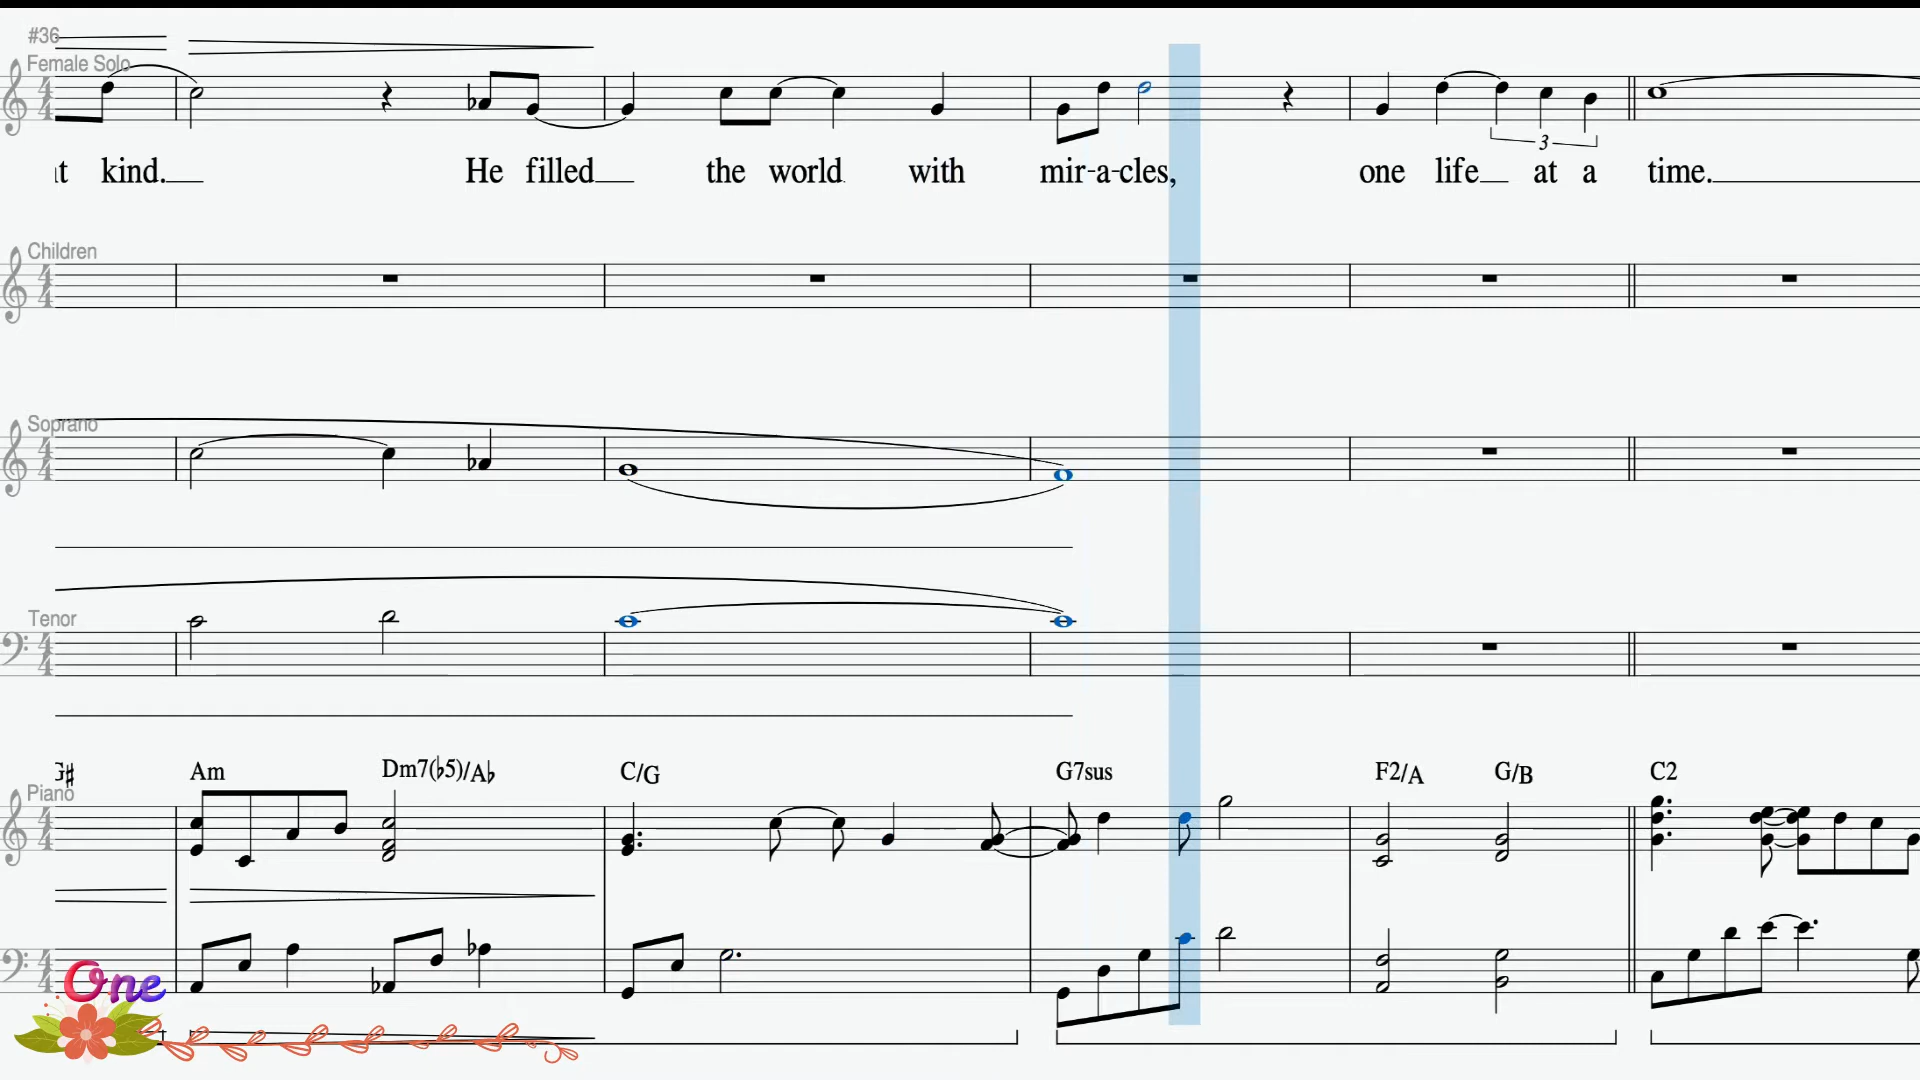 #36
Female Solo
kind. He filled the world with mir-a-cles, one life at a time.
3
Children
Soprano
Tenor
G# Am Dm7(♭5)/A♭ C/G G7sus F2/A G/B C2
Piano
One